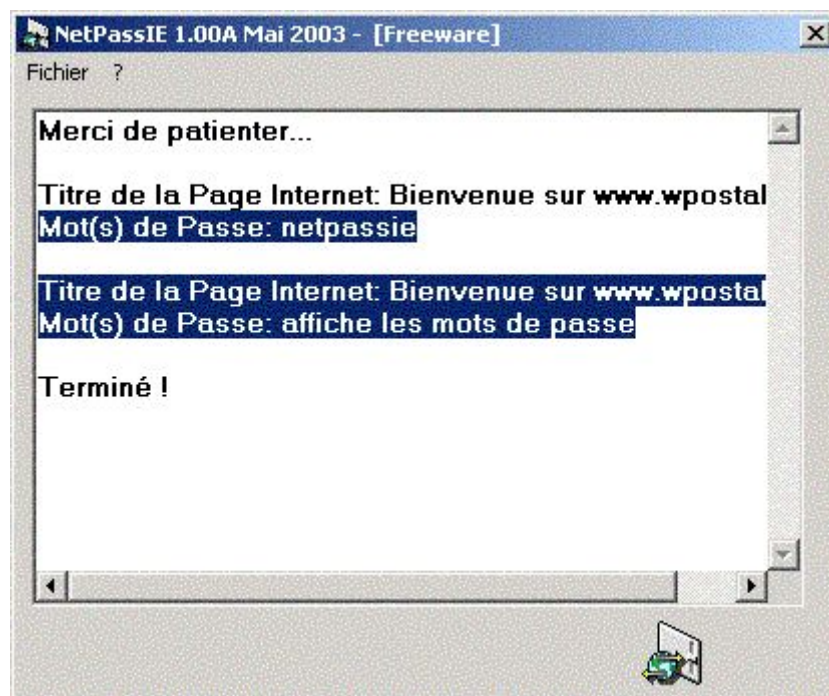 NetPassIE 1.00A Mai 2003 - [Freeware]
Fichier ?
Merci de patienter...
Titre de la Page Internet: Bienvenue sur www.wpostal
Mot(s) de Passe: netpassie
Titre de la Page Internet: Bienvenue sur www.wpostal
Mot(s) de Passe: affiche les mots de passe
Terminé !